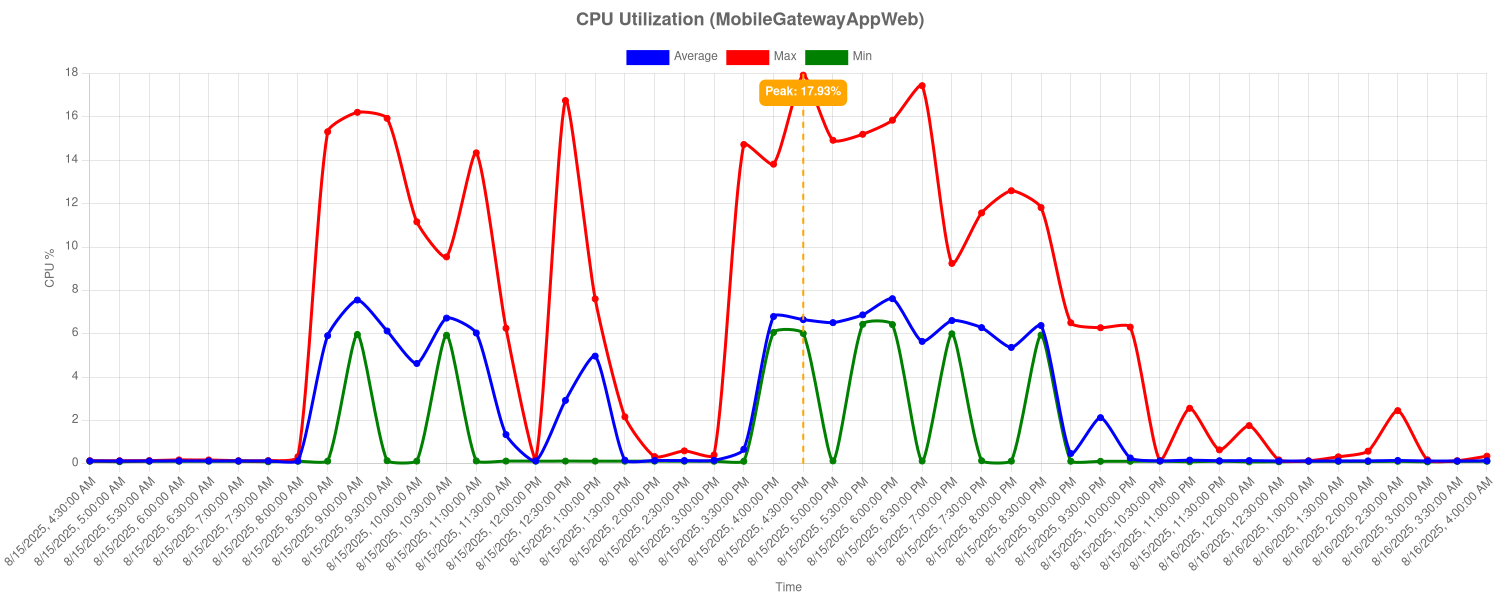 CPU Utilization (MobileGatewayAppWeb)
Average Max Min
18
Peak: 17.93%
16
14
12
10
CPU %
8
6
4
2
0
8/15/2025, 4:30:00 AM
8/15/2025, 5:00:00 AM
8/15/2025, 5:30:00 AM
8/15/2025, 6:00:00 AM
8/15/2025, 6:30:00 AM
8/15/2025, 7:00:00 AM
8/15/2025, 7:30:00 AM
8/15/2025, 8:00:00 AM
8/15/2025, 8:30:00 AM
8/15/2025, 9:00:00 AM
8/15/2025, 9:30:00 AM
8/15/2025, 10:00:00 AM
8/15/2025, 10:30:00 AM
8/15/2025, 11:00:00 AM
8/15/2025, 11:30:00 AM
8/15/2025, 12:00:00 PM
8/15/2025, 12:30:00 PM
8/15/2025, 1:00:00 PM
8/15/2025, 1:30:00 PM
8/15/2025, 2:00:00 PM
8/15/2025, 2:30:00 PM
8/15/2025, 3:00:00 PM
8/15/2025, 3:30:00 PM
8/15/2025, 4:00:00 PM
8/15/2025, 4:30:00 PM
8/15/2025, 5:00:00 PM
8/15/2025, 5:30:00 PM
8/15/2025, 6:00:00 PM
8/15/2025, 6:30:00 PM
8/15/2025, 7:00:00 PM
8/15/2025, 7:30:00 PM
8/15/2025, 8:00:00 PM
8/15/2025, 8:30:00 PM
8/15/2025, 9:00:00 PM
8/15/2025, 9:30:00 PM
8/15/2025, 10:00:00 PM
8/15/2025, 10:30:00 PM
8/15/2025, 11:00:00 PM
8/15/2025, 11:30:00 PM
8/16/2025, 12:00:00 AM
8/16/2025, 12:30:00 AM
8/16/2025, 1:00:00 AM
8/16/2025, 1:30:00 AM
8/16/2025, 2:00:00 AM
8/16/2025, 2:30:00 AM
8/16/2025, 3:00:00 AM
8/16/2025, 3:30:00 AM
8/16/2025, 4:00:00 AM
Time